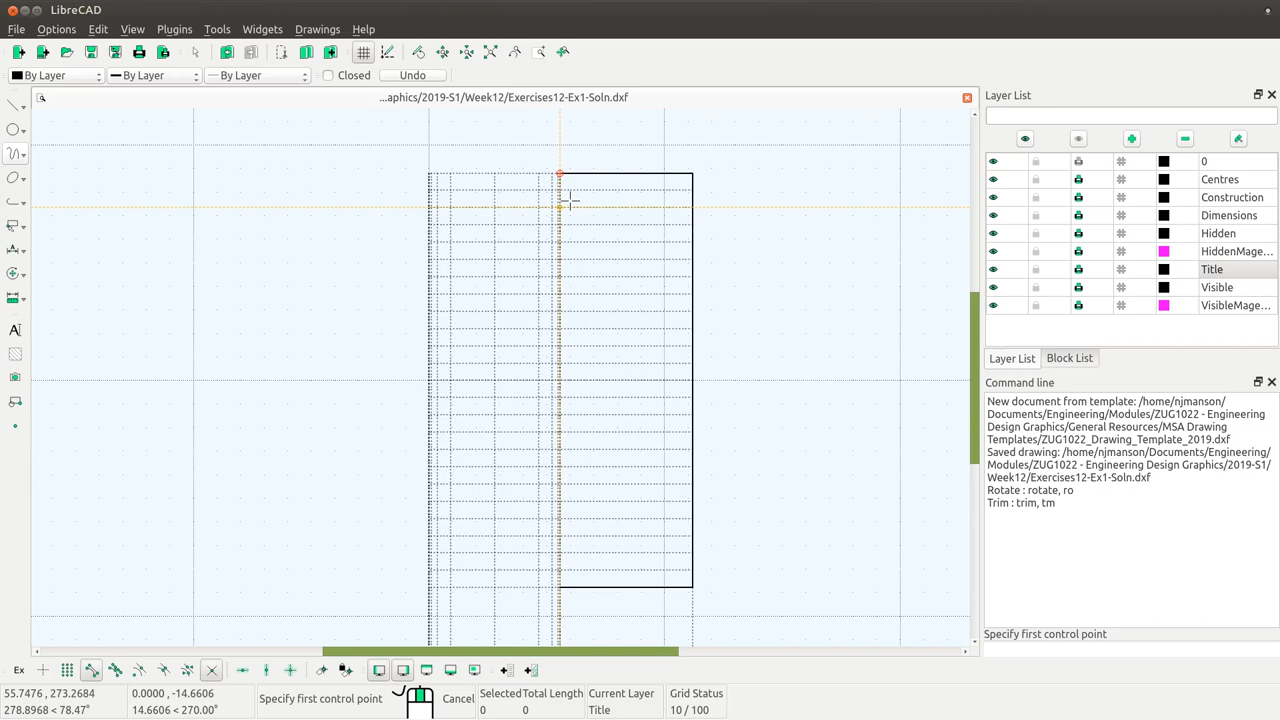 LibreCAD
File Options Edit View Plugins Tools Widgets Drawings Help
By Layer By Layer By Layer Closed Undo
...aphics/2019-S1/Week12/Exercises12-Ex1-Soln.dxf
Layer List
0
Centres
Construction
Dimensions
Hidden
HiddenMage...
Title
Visible
VisibleMage...
Layer List Block List
Command line
New document from template: /home/njmanson/
Documents/Engineering/Modules/ZUG1022 - Engineering
Design Graphics/General Resources/MSA Drawing
Templates/ZUG1022_Drawing_Template_2019.dxf
Saved drawing: /home/njmanson/Documents/Engineering/
Modules/ZUG1022 - Engineering Design Graphics/2019-S1/
Week12/Exercises12-Ex1-Soln.dxf
Rotate : rotate, ro
Trim : trim, tm
Specify first control point
Ex
55.7476 , 273.2684 0.0000 , -14.6606 Specify first control point Cancel Selected Total Length Current Layer Grid Status
278.8968 < 78.47° 14.6606 < 270.00° 0 0 Title 10 / 100